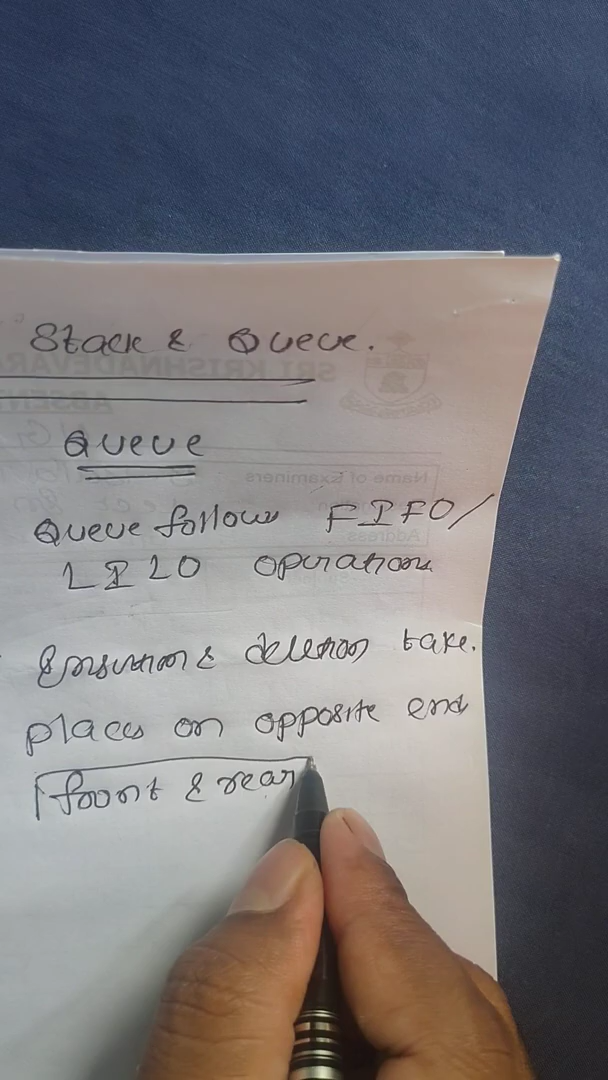 Stack & Queue.
Queue
Queue follow FIFO/
LILO operations
Insertion & deletion take.
places on opposite end
front & rear